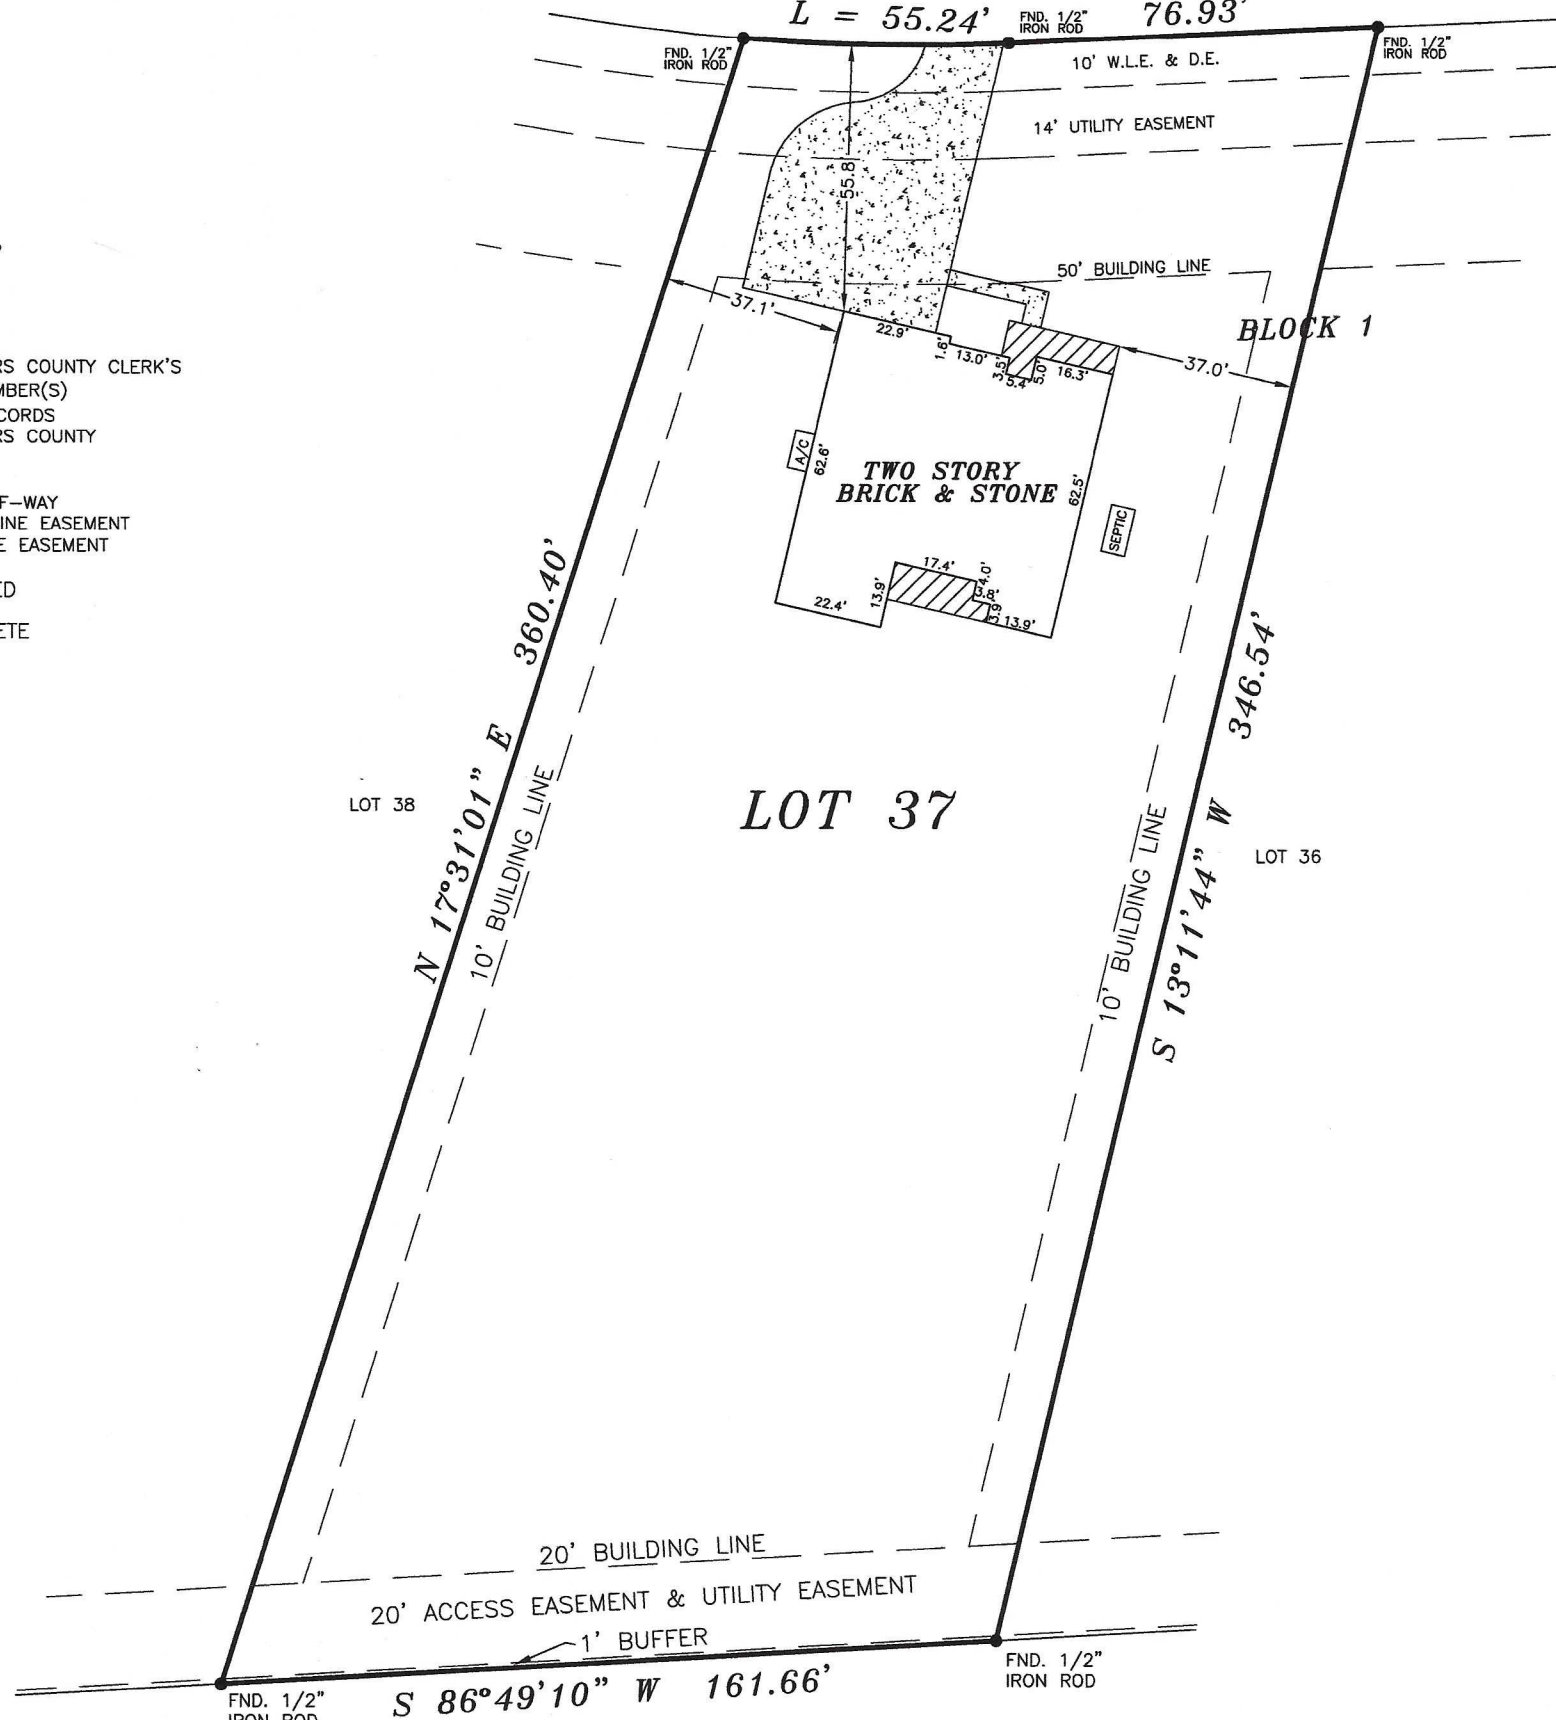 L = 55.24'
FND. 1/2"
IRON ROD
76.93'
FND. 1/2"
IRON ROD
FND. 1/2"
IRON ROD
10' W.L.E. & D.E.
14' UTILITY EASEMENT
55.8'
50' BUILDING LINE
37.1'
22.9'
1.6'
13.0'
3.5'
5.4'
5.0'
16.3'
37.0'
BLOCK 1
RS COUNTY CLERK'S
MBER(S)
CORDS
RS COUNTY
F-WAY
INE EASEMENT
E EASEMENT
ED
ETE
A/C
62.6'
TWO STORY
BRICK & STONE
62.5'
SEPTIC
17.4'
4.0'
3.8'
3.9'
13.9'
13.9'
22.4'
N 17°31'01" E 360.40'
10' BUILDING LINE
LOT 38
LOT 37
10' BUILDING LINE
S 13°11'44" W 346.54'
LOT 36
20' BUILDING LINE
20' ACCESS EASEMENT & UTILITY EASEMENT
1' BUFFER
S 86°49'10" W 161.66'
FND. 1/2"
IRON ROD
FND. 1/2"
IRON ROD